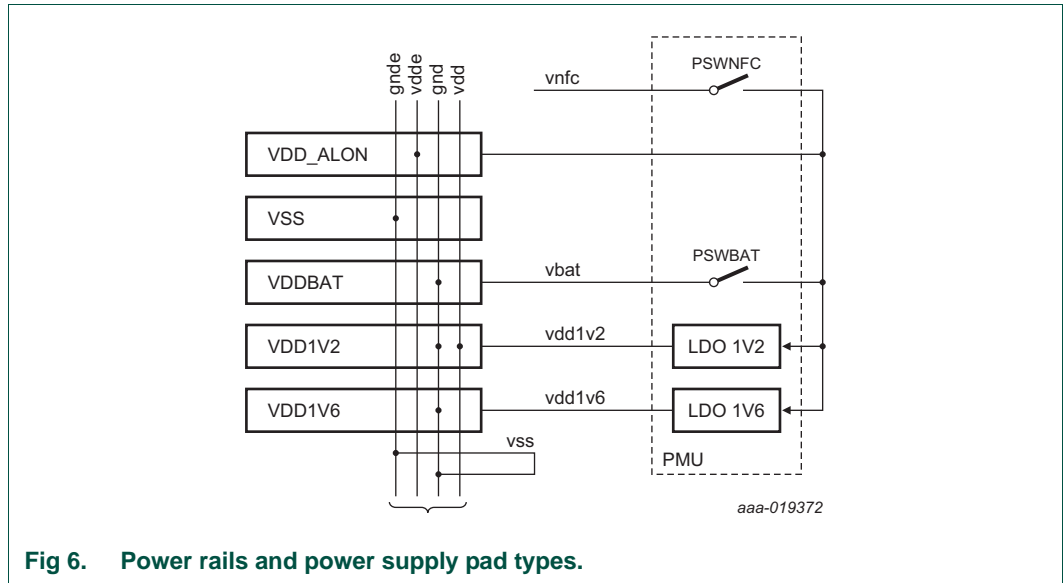 gnde
vdde
gnd
vdd
vnfc
PSWNFC
VDD_ALON
VSS
VDDBAT
vbat
PSWBAT
VDD1V2
vdd1v2
LDO 1V2
VDD1V6
vdd1v6
LDO 1V6
vss
PMU
aaa-019372
Fig 6. Power rails and power supply pad types.